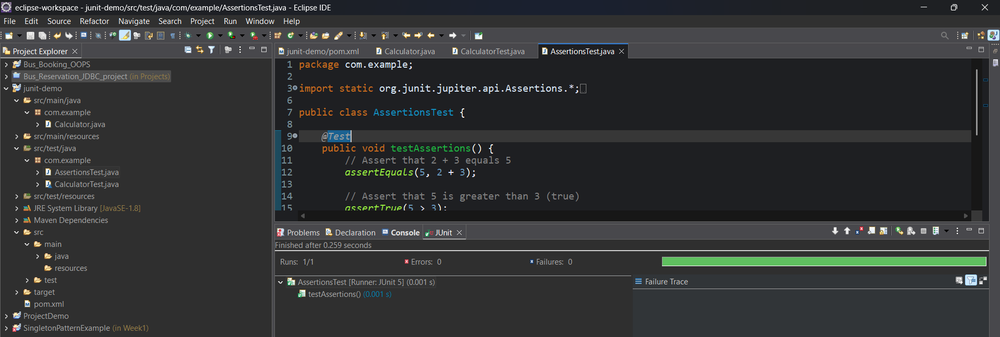 eclipse-workspace - junit-demo/src/test/java/com/example/AssertionsTest.java - Eclipse IDE
File Edit Source Refactor Navigate Search Project Run Window Help
Project Explorer
Bus_Booking_OOPS
Bus_Reservation_JDBC_project (in Projects)
junit-demo
src/main/java
com.example
Calculator.java
src/main/resources
src/test/java
com.example
AssertionsTest.java
CalculatorTest.java
src/test/resources
JRE System Library [JavaSE-1.8]
Maven Dependencies
src
main
java
resources
test
target
pom.xml
ProjectDemo
SingletonPatternExample (in Week1)
junit-demo/pom.xml Calculator.java CalculatorTest.java AssertionsTest.java
1 package com.example;
2
3 import static org.junit.jupiter.api.Assertions.*;
6
7 public class AssertionsTest {
8
9 @Test
10 public void testAssertions() {
11 // Assert that 2 + 3 equals 5
12 assertEquals(5, 2 + 3);
13
14 // Assert that 5 is greater than 3 (true)
15 assertTrue(5 > 3);
Problems Declaration Console JUnit
Finished after 0.259 seconds
Runs: 1/1 Errors: 0 Failures: 0
AssertionsTest [Runner: JUnit 5] (0.001 s)
testAssertions() (0.001 s)
Failure Trace